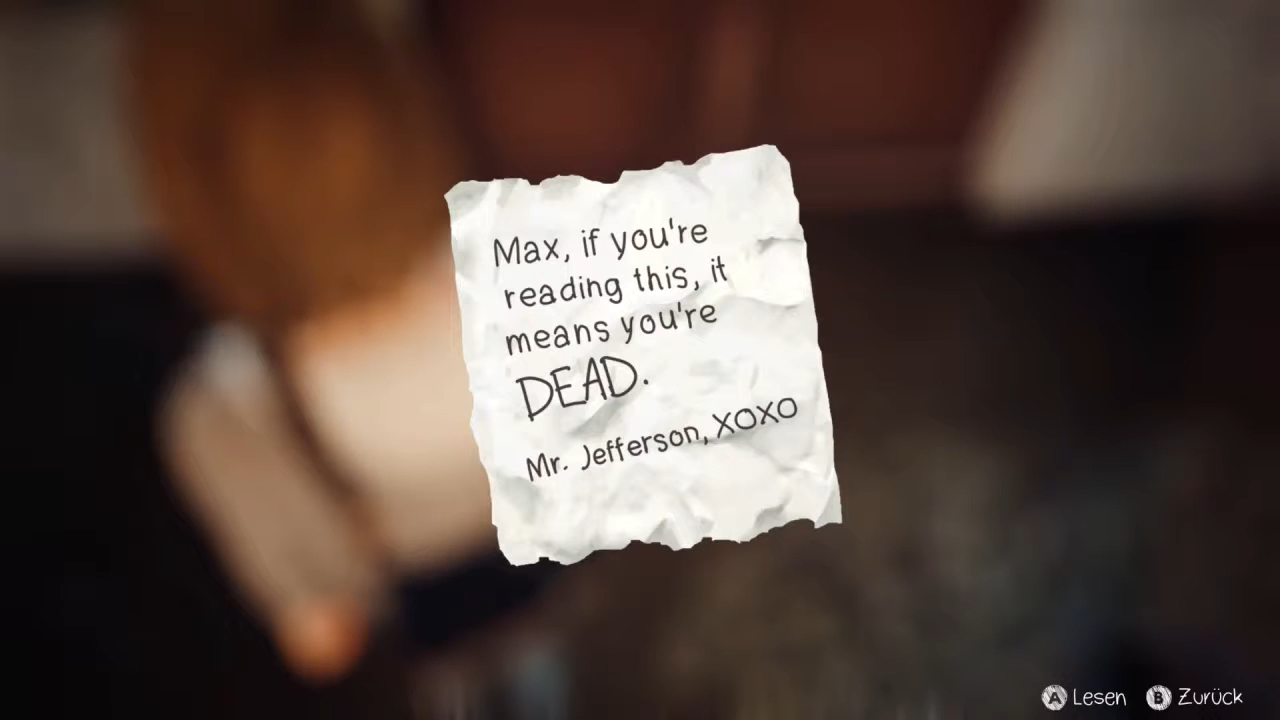 Max, if you're
reading this, it
means you're
DEAD.
Mr. Jefferson, XOXO
A Lesen B Zurück